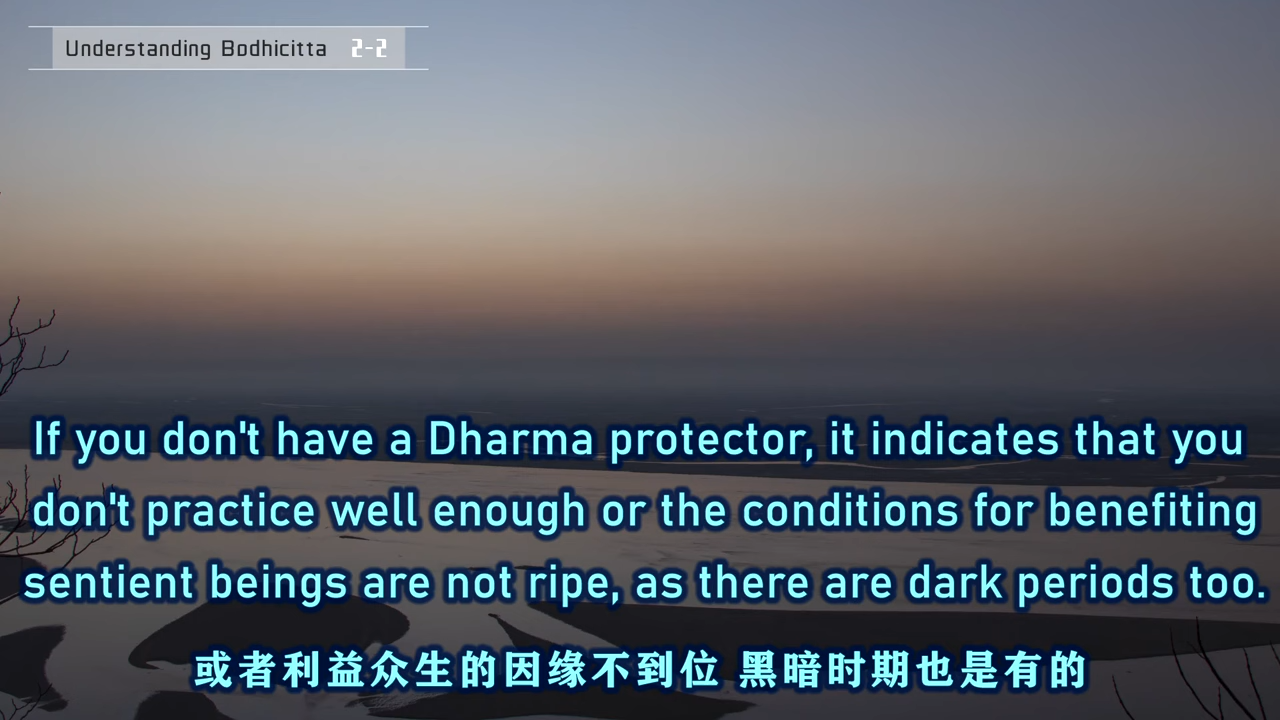 Understanding Bodhicitta 2-2
If you don't have a Dharma protector, it indicates that you
don't practice well enough or the conditions for benefiting
sentient beings are not ripe, as there are dark periods too.
或者利益众生的因缘不到位 黑暗时期也是有的